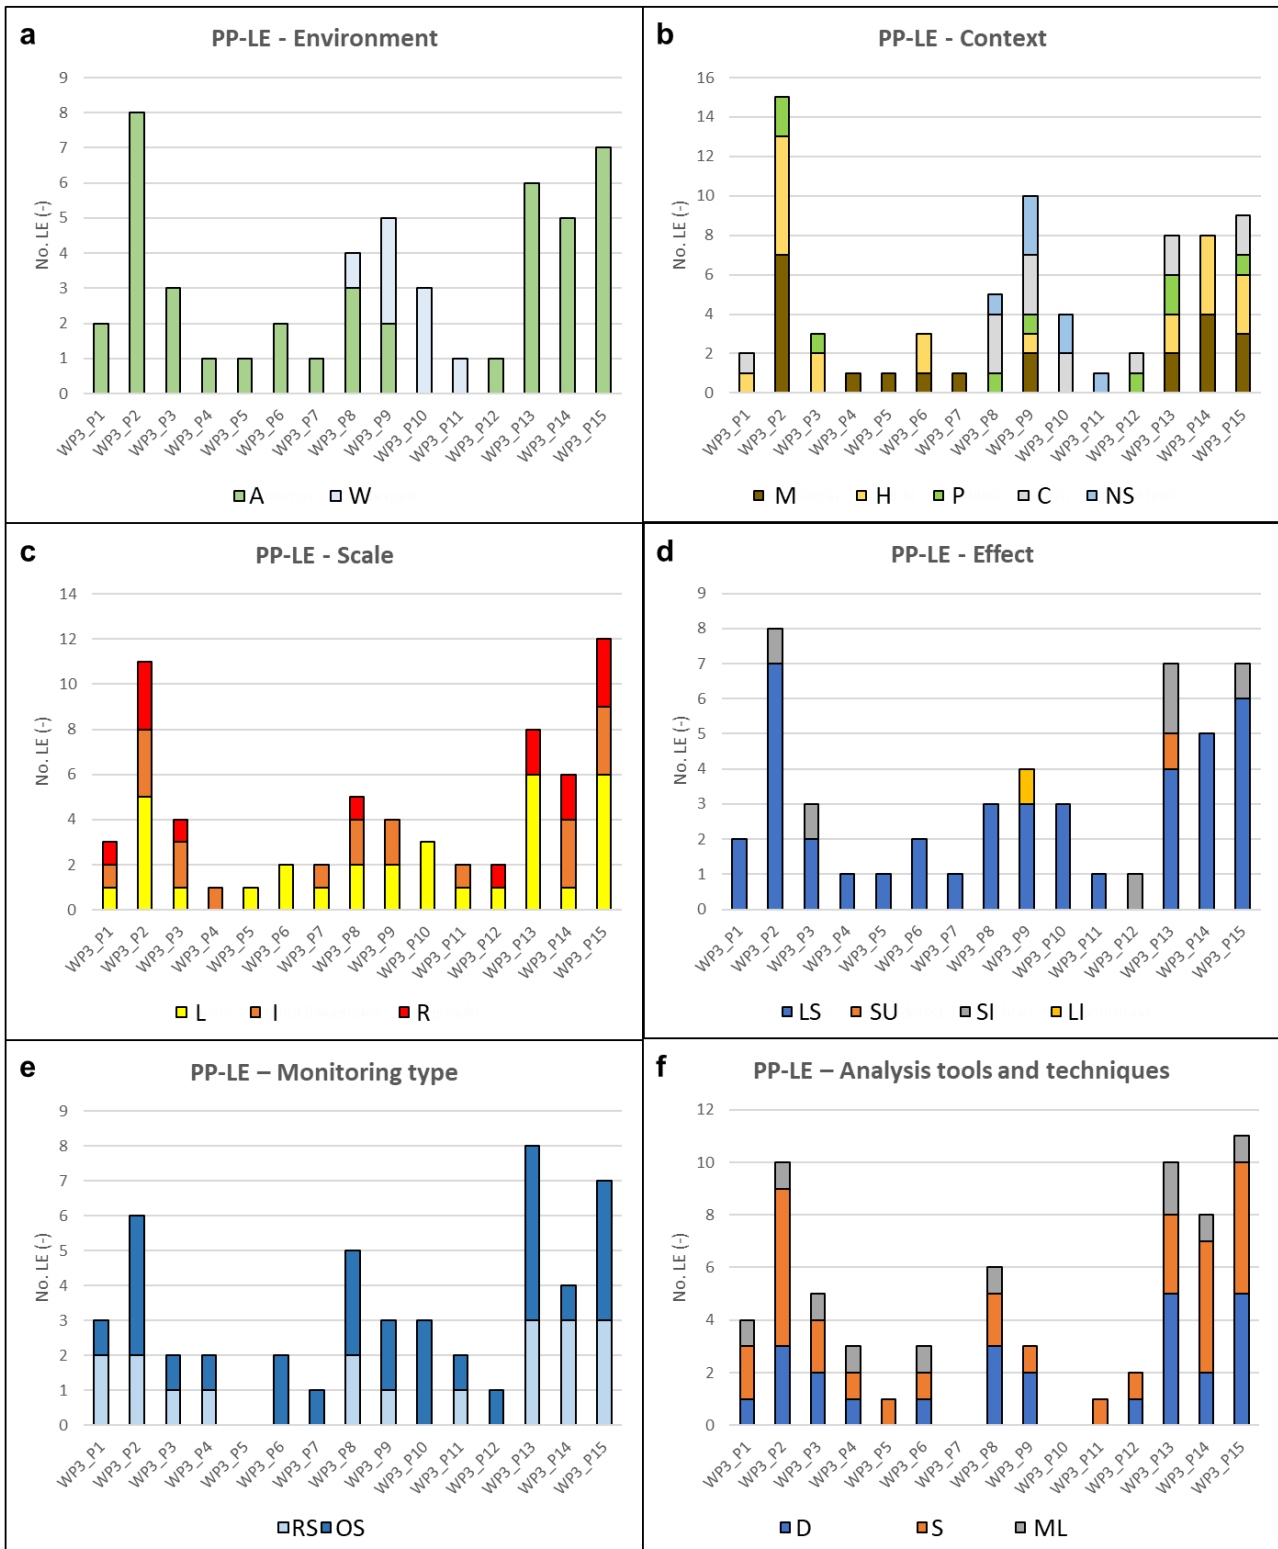 a
PP-LE - Environment
No. LE (-)
9
8
7
6
5
4
3
2
1
0
WP3_P1 WP3_P2 WP3_P3 WP3_P4 WP3_P5 WP3_P6 WP3_P7 WP3_P8 WP3_P9 WP3_P10 WP3_P11 WP3_P12 WP3_P13 WP3_P14 WP3_P15
A W
b
PP-LE - Context
No. LE (-)
16
14
12
10
8
6
4
2
0
WP3_P1 WP3_P2 WP3_P3 WP3_P4 WP3_P5 WP3_P6 WP3_P7 WP3_P8 WP3_P9 WP3_P10 WP3_P11 WP3_P12 WP3_P13 WP3_P14 WP3_P15
M H P C NS
c
PP-LE - Scale
No. LE (-)
14
12
10
8
6
4
2
0
WP3_P1 WP3_P2 WP3_P3 WP3_P4 WP3_P5 WP3_P6 WP3_P7 WP3_P8 WP3_P9 WP3_P10 WP3_P11 WP3_P12 WP3_P13 WP3_P14 WP3_P15
L I R
d
PP-LE - Effect
No. LE (-)
9
8
7
6
5
4
3
2
1
0
WP3_P1 WP3_P2 WP3_P3 WP3_P4 WP3_P5 WP3_P6 WP3_P7 WP3_P8 WP3_P9 WP3_P10 WP3_P11 WP3_P12 WP3_P13 WP3_P14 WP3_P15
LS SU SI LI
e
PP-LE – Monitoring type
No. LE (-)
9
8
7
6
5
4
3
2
1
0
WP3_P1 WP3_P2 WP3_P3 WP3_P4 WP3_P5 WP3_P6 WP3_P7 WP3_P8 WP3_P9 WP3_P10 WP3_P11 WP3_P12 WP3_P13 WP3_P14 WP3_P15
RS OS
f
PP-LE – Analysis tools and techniques
No. LE (-)
12
10
8
6
4
2
0
WP3_P1 WP3_P2 WP3_P3 WP3_P4 WP3_P5 WP3_P6 WP3_P7 WP3_P8 WP3_P9 WP3_P10 WP3_P11 WP3_P12 WP3_P13 WP3_P14 WP3_P15
D S ML